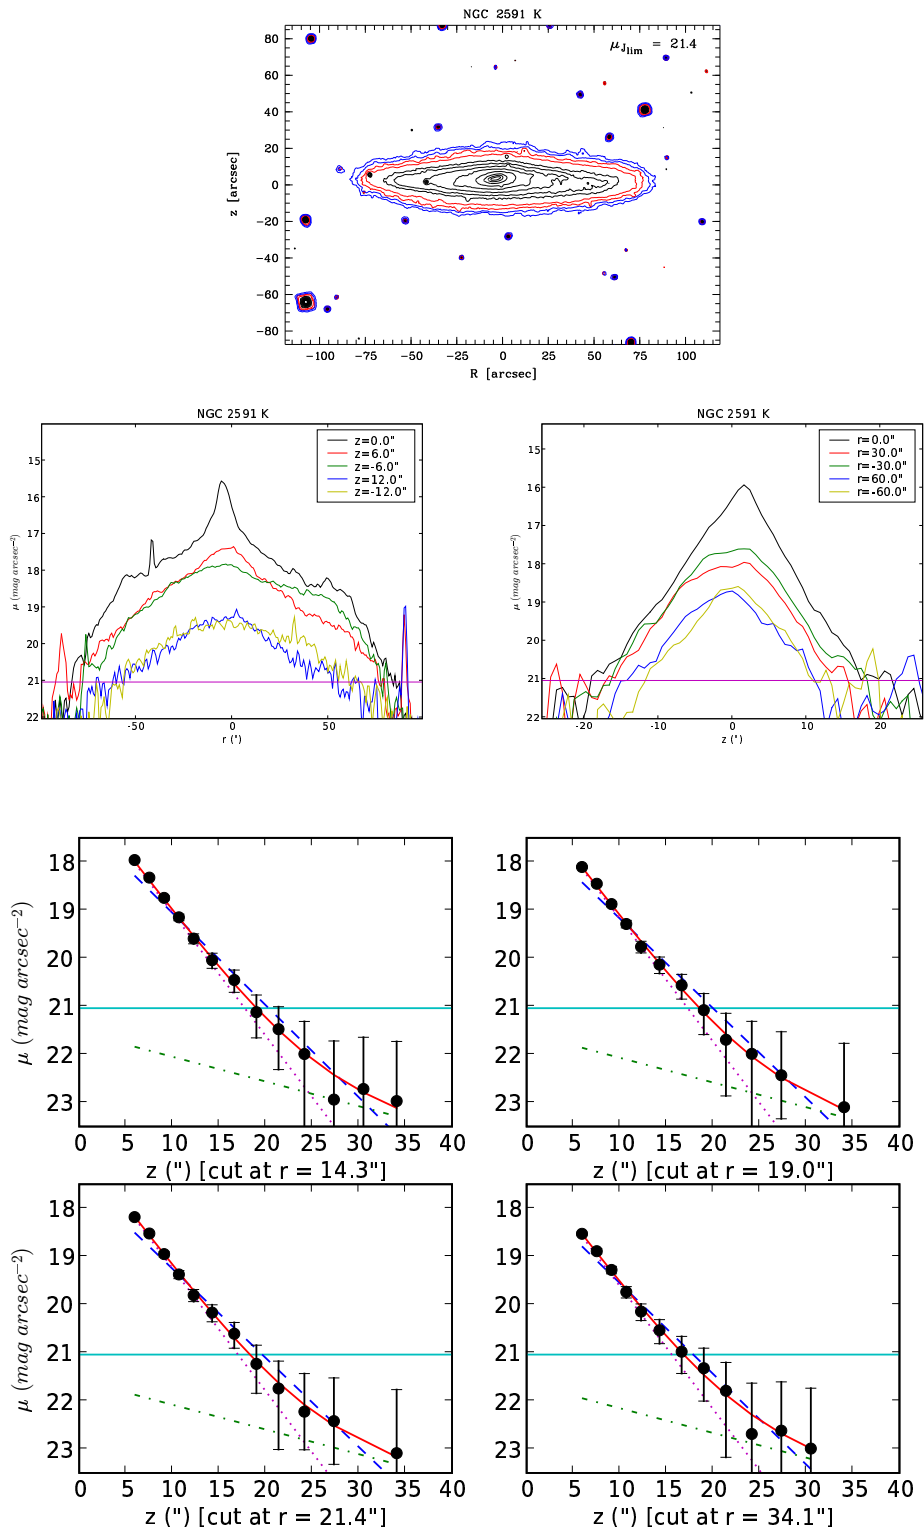 NGC 2591 K
μJlim = 21.4
80
60
40
20
0
−20
−40
−60
−80
z [arcsec]
−100 −75 −50 −25 0 25 50 75 100
R [arcsec]
NGC 2591 K
z=0.0"
z=6.0"
z=-6.0"
z=12.0"
z=-12.0"
15
16
17
18
19
20
21
22
μ (mag arcsec−2)
-50 0 50
r (")
NGC 2591 K
r=0.0"
r=30.0"
r=-30.0"
r=60.0"
r=-60.0"
15
16
17
18
19
20
21
22
μ (mag arcsec−2)
-20 -10 0 10 20
z (")
18
19
20
21
22
23
μ (mag arcsec−2)
0 5 10 15 20 25 30 35 40
z (") [cut at r = 14.3"]
18
19
20
21
22
23
0 5 10 15 20 25 30 35 40
z (") [cut at r = 19.0"]
18
19
20
21
22
23
μ (mag arcsec−2)
0 5 10 15 20 25 30 35 40
z (") [cut at r = 21.4"]
18
19
20
21
22
23
0 5 10 15 20 25 30 35 40
z (") [cut at r = 34.1"]